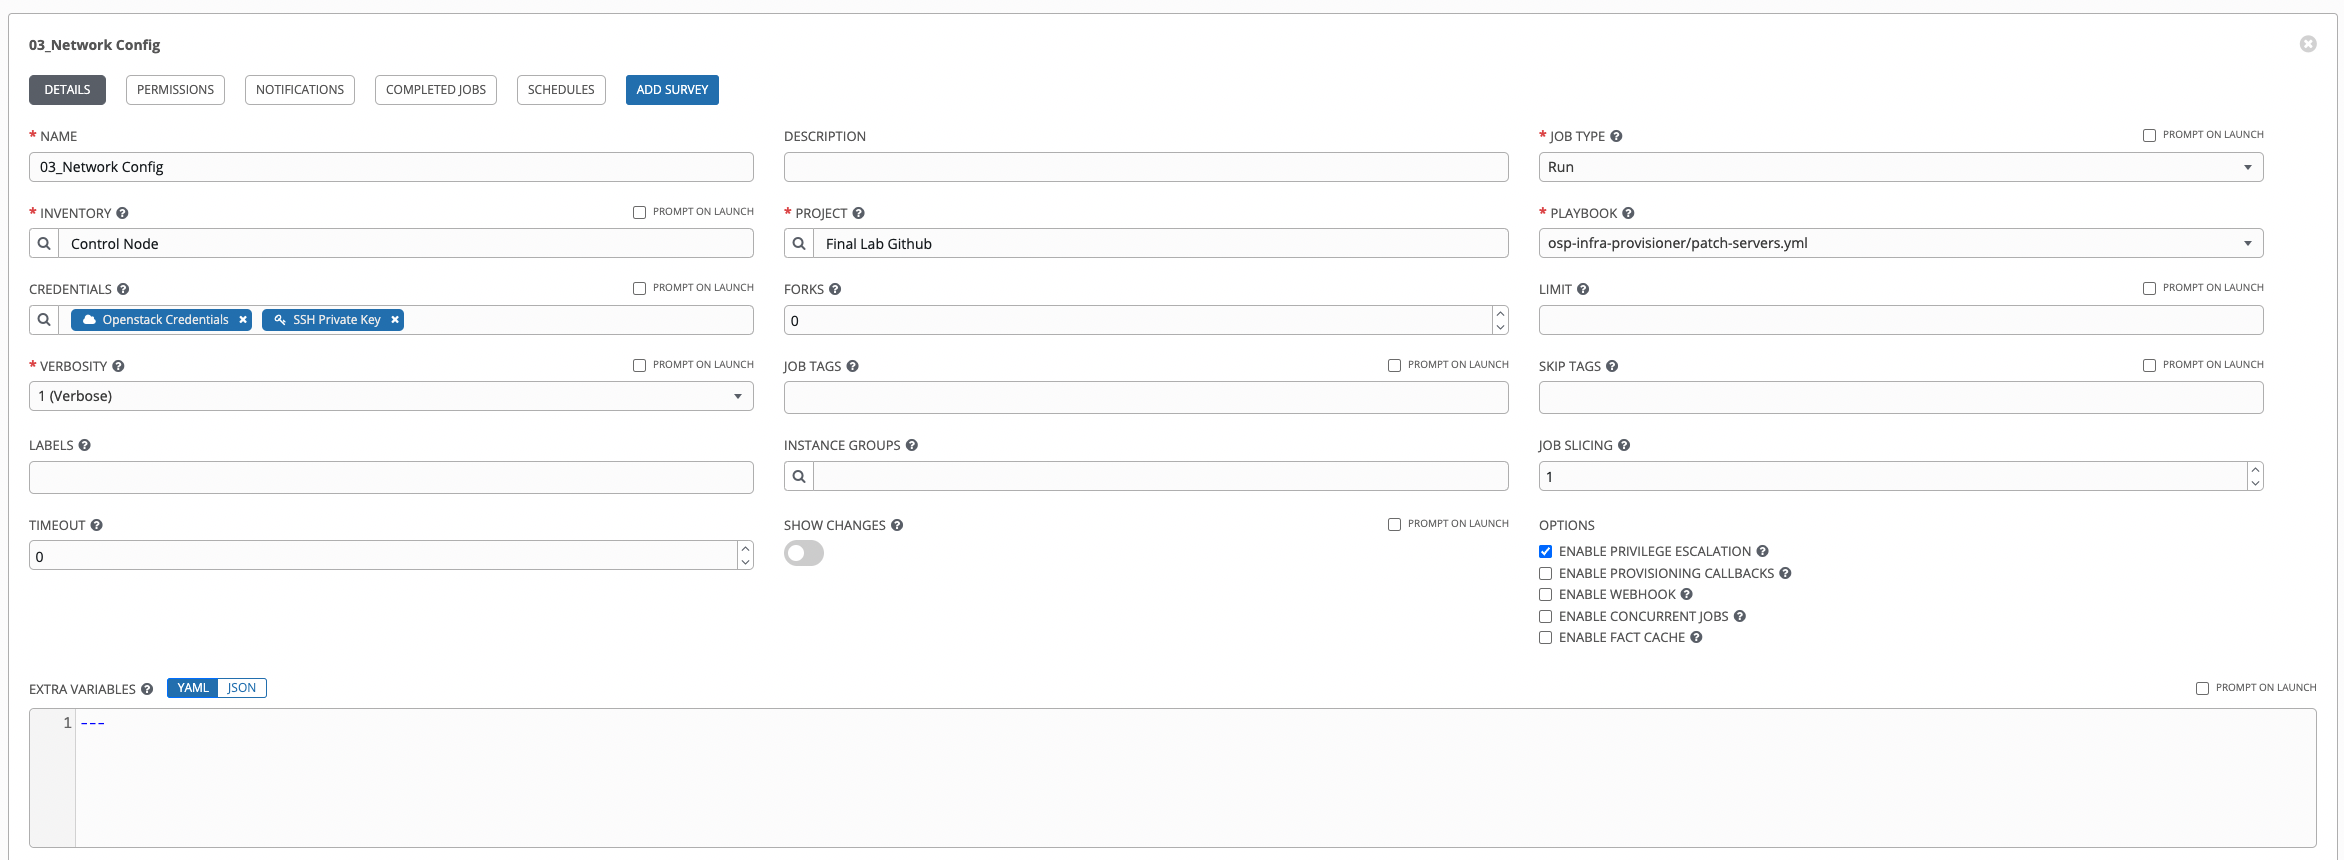 03_Network Config
DETAILS PERMISSIONS NOTIFICATIONS COMPLETED JOBS SCHEDULES ADD SURVEY
* NAME DESCRIPTION * JOB TYPE PROMPT ON LAUNCH
03_Network Config Run
* INVENTORY PROMPT ON LAUNCH * PROJECT * PLAYBOOK
Control Node Final Lab Github osp-infra-provisioner/patch-servers.yml
CREDENTIALS PROMPT ON LAUNCH FORKS LIMIT PROMPT ON LAUNCH
Openstack Credentials SSH Private Key 0
* VERBOSITY PROMPT ON LAUNCH JOB TAGS PROMPT ON LAUNCH SKIP TAGS PROMPT ON LAUNCH
1 (Verbose)
LABELS INSTANCE GROUPS JOB SLICING
1
TIMEOUT SHOW CHANGES PROMPT ON LAUNCH OPTIONS
0
ENABLE PRIVILEGE ESCALATION
ENABLE PROVISIONING CALLBACKS
ENABLE WEBHOOK
ENABLE CONCURRENT JOBS
ENABLE FACT CACHE
EXTRA VARIABLES YAML JSON PROMPT ON LAUNCH
1 ---